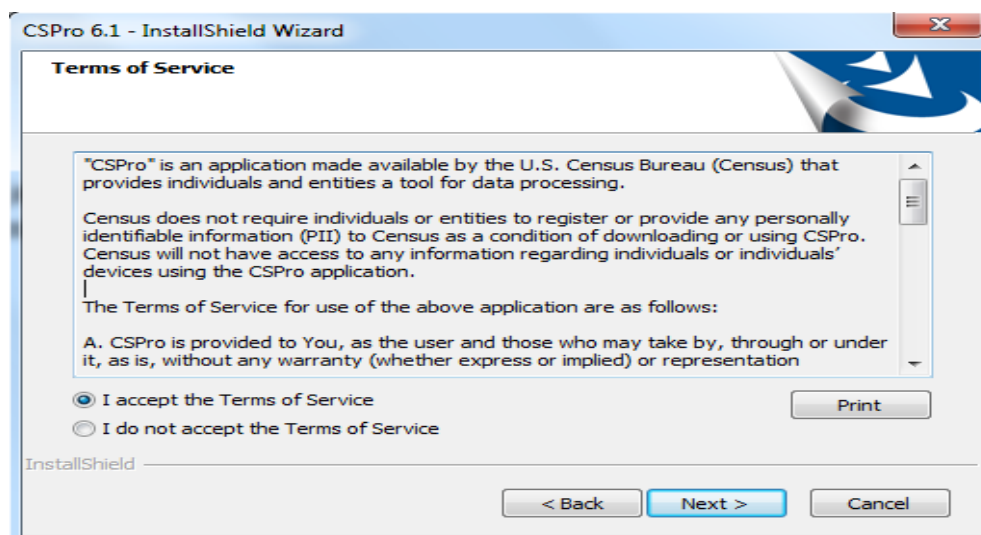 CSPro 6.1 - InstallShield Wizard
Terms of Service
"CSPro" is an application made available by the U.S. Census Bureau (Census) that
provides individuals and entities a tool for data processing.
Census does not require individuals or entities to register or provide any personally
identifiable information (PII) to Census as a condition of downloading or using CSPro.
Census will not have access to any information regarding individuals or individuals´
devices using the CSPro application.
The Terms of Service for use of the above application are as follows:
A. CSPro is provided to You, as the user and those who may take by, through or under
it, as is, without any warranty (whether express or implied) or representation
I accept the Terms of Service
Print
I do not accept the Terms of Service
InstallShield
< Back
Next >
Cancel